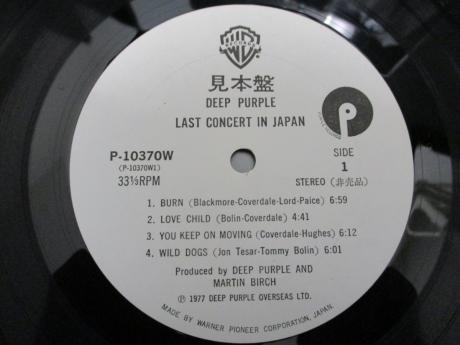 WB
RECORDS
見本盤
DEEP PURPLE
LAST CONCERT IN JAPAN
P
P-10370W
(P-10370W1)
33⅓RPM
SIDE
1
STEREO (非売品)
1. BURN (Blackmore-Coverdale-Lord-Paice) 6:59
2. LOVE CHILD (Bolin-Coverdale) 4:41
3. YOU KEEP ON MOVING (Coverdale-Hughes) 6:12
4. WILD DOGS (Jon Tesar-Tommy Bolin) 6:01
Produced by DEEP PURPLE AND
MARTIN BIRCH
℗ 1977 DEEP PURPLE OVERSEAS LTD.
MADE BY WARNER PIONEER CORPORATION, JAPAN.